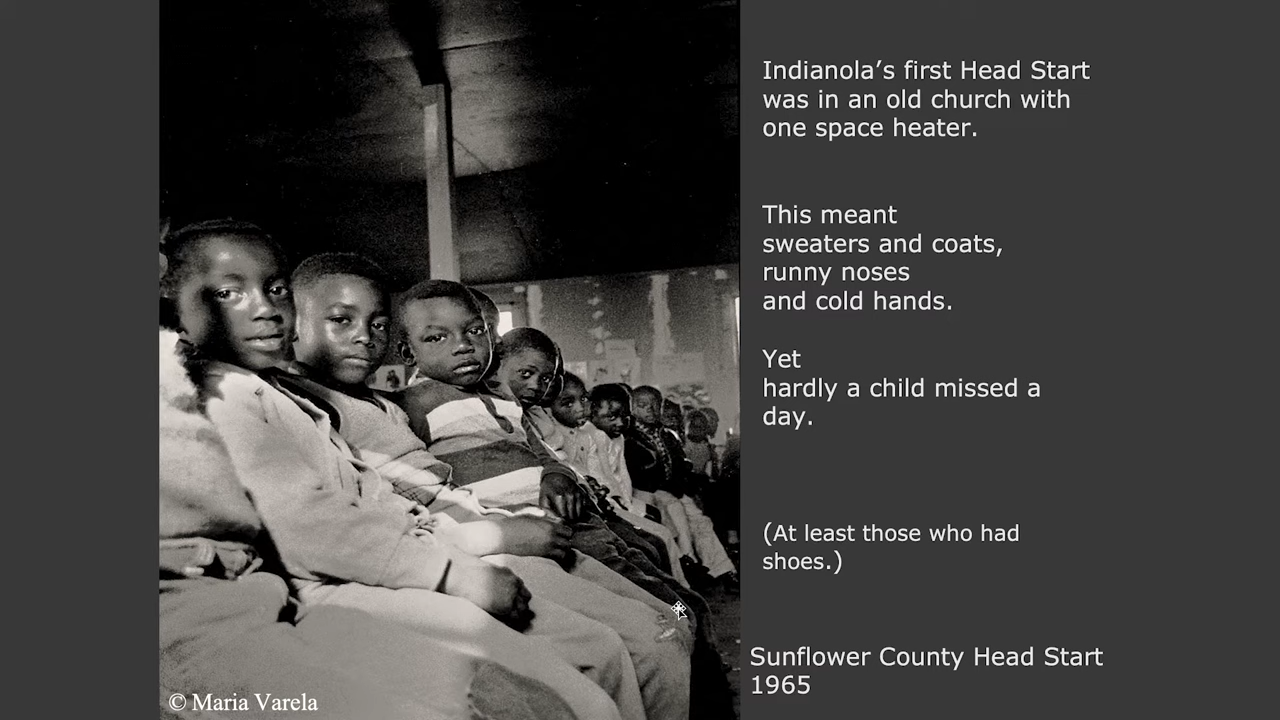 Indianola’s first Head Start
was in an old church with
one space heater.
This meant
sweaters and coats,
runny noses
and cold hands.
Yet
hardly a child missed a
day.
(At least those who had
shoes.)
Sunflower County Head Start
1965
© Maria Varela